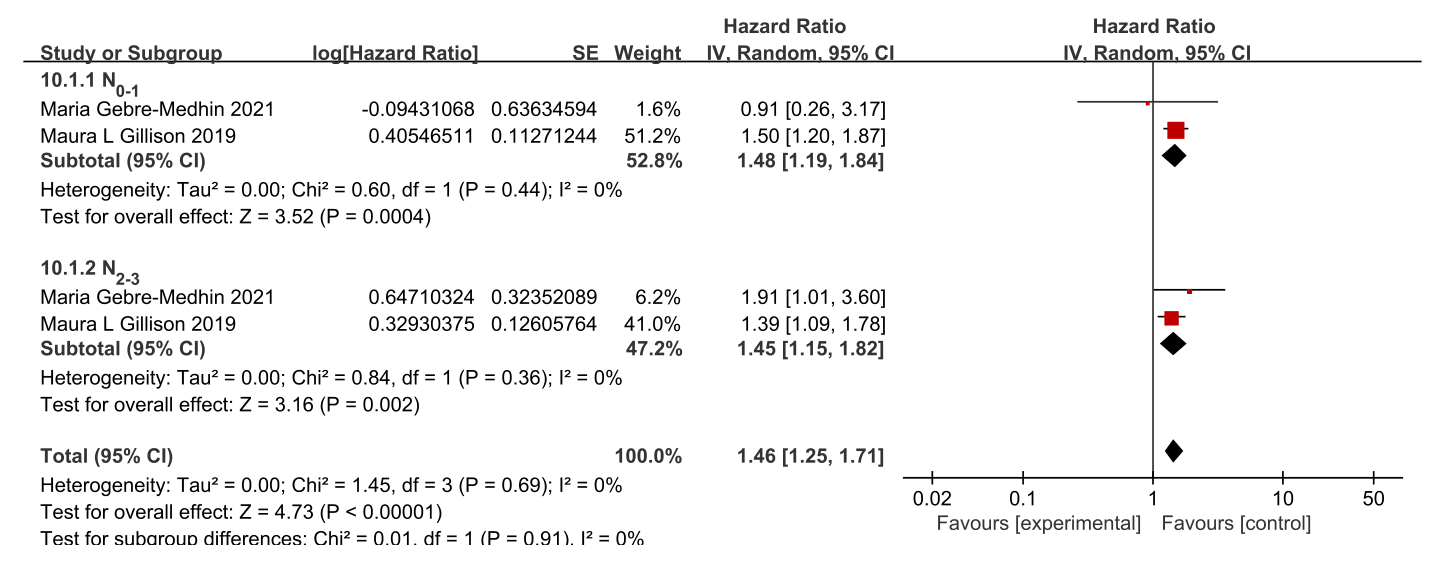 Hazard Ratio Hazard Ratio
Study or Subgroup log[Hazard Ratio] SE Weight IV, Random, 95% CI IV, Random, 95% CI
10.1.1 N0-1
Maria Gebre-Medhin 2021 -0.09431068 0.63634594 1.6% 0.91 [0.26, 3.17]
Maura L Gillison 2019 0.40546511 0.11271244 51.2% 1.50 [1.20, 1.87]
Subtotal (95% CI) 52.8% 1.48 [1.19, 1.84]
Heterogeneity: Tau² = 0.00; Chi² = 0.60, df = 1 (P = 0.44); I² = 0%
Test for overall effect: Z = 3.52 (P = 0.0004)
10.1.2 N2-3
Maria Gebre-Medhin 2021 0.64710324 0.32352089 6.2% 1.91 [1.01, 3.60]
Maura L Gillison 2019 0.32930375 0.12605764 41.0% 1.39 [1.09, 1.78]
Subtotal (95% CI) 47.2% 1.45 [1.15, 1.82]
Heterogeneity: Tau² = 0.00; Chi² = 0.84, df = 1 (P = 0.36); I² = 0%
Test for overall effect: Z = 3.16 (P = 0.002)
Total (95% CI) 100.0% 1.46 [1.25, 1.71]
Heterogeneity: Tau² = 0.00; Chi² = 1.45, df = 3 (P = 0.69); I² = 0%
0.02 0.1 1 10 50
Test for overall effect: Z = 4.73 (P < 0.00001)
Favours [experimental] Favours [control]
Test for subgroup differences: Chi² = 0.01, df = 1 (P = 0.91), I² = 0%